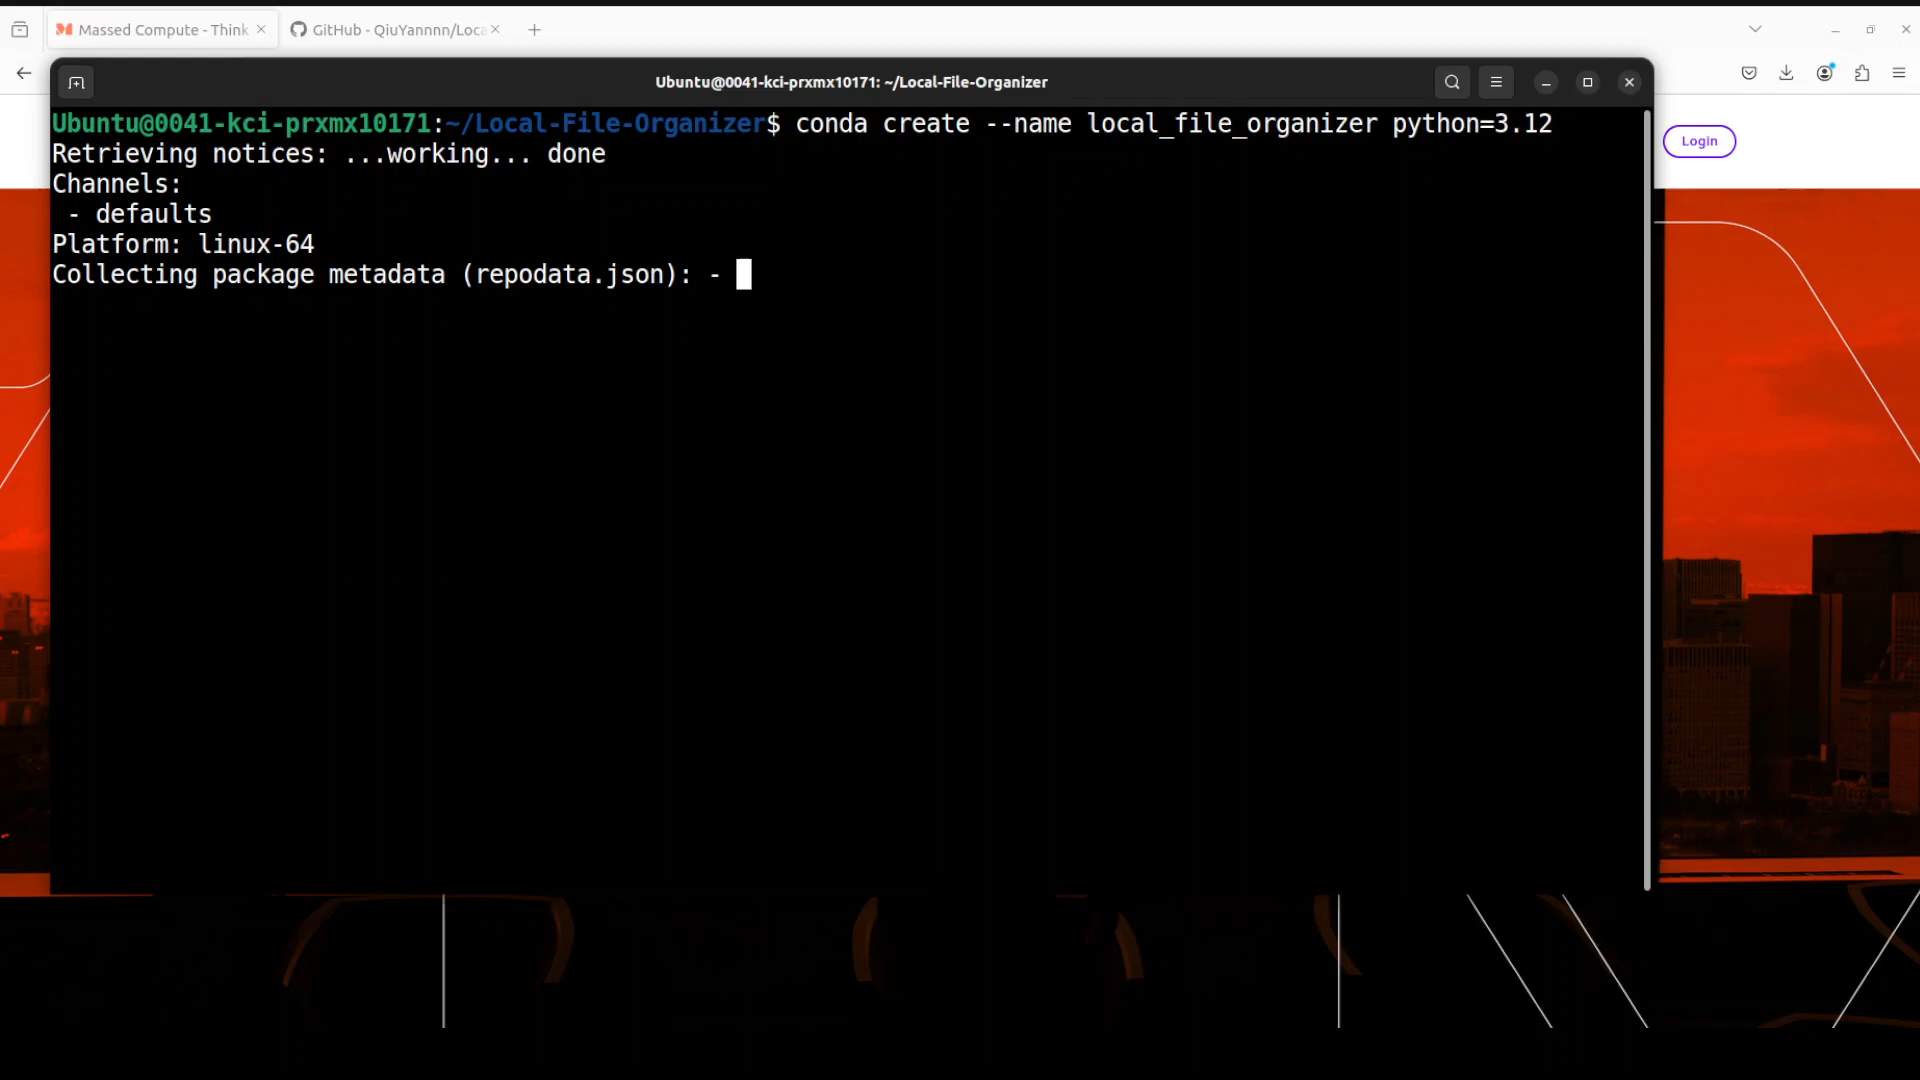 Massed Compute - Think
GitHub - QiuYannnn/Loca
Ubuntu@0041-kci-prxmx10171: ~/Local-File-Organizer
Login
Ubuntu@0041-kci-prxmx10171:~/Local-File-Organizer$ conda create --name local_file_organizer python=3.12
Retrieving notices: ...working... done
Channels:
 - defaults
Platform: linux-64
Collecting package metadata (repodata.json): -